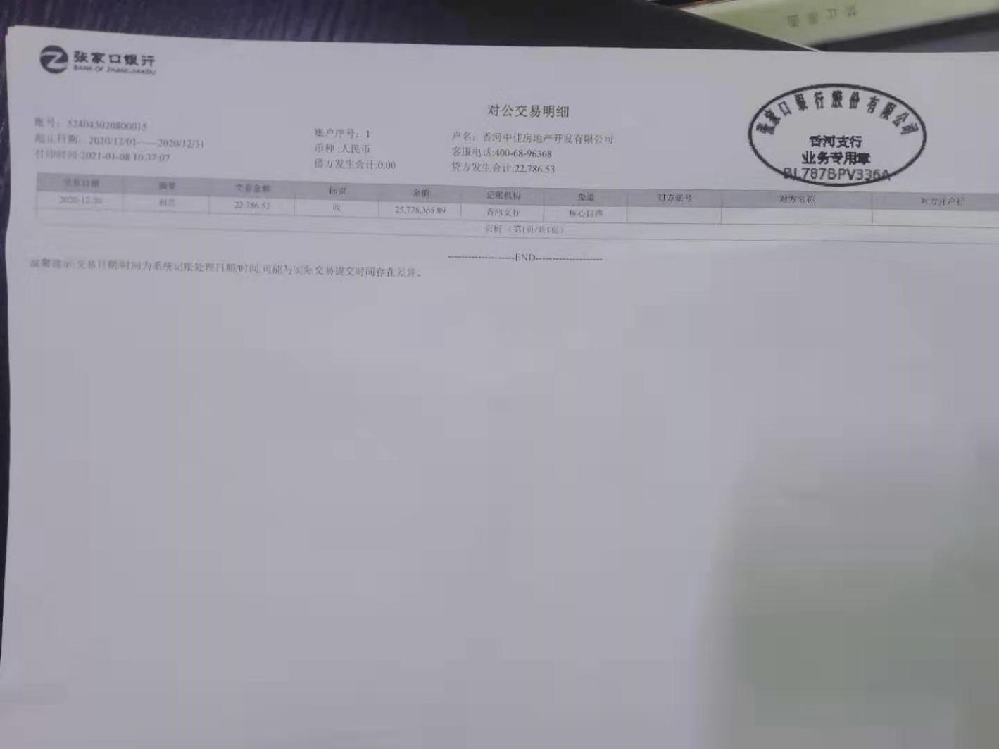 张家口银行
BANK OF ZHANGJIAKOU
对公交易明细
张家口银行股份有限公司
香河支行
业务专用章
BL787BPV336A
账号: 524043020800015
账户序号: 1
户名: 香河中佳房地产开发有限公司
起止日期: 2020/12/01——2020/12/31
币种:人民币
客服电话:400-68-96368
打印时间:2021-01-08 10:37:07
借方发生合计:0.00
贷方发生合计:22,786.53
交易日期 摘要 交易金额 标识 余额 记账机构 渠道 对方账号 对方名称 对方开户行
2020-12-20 利息 22,786.53 收 25,778,365.89 香河支行 核心日终
页码（第1页/共1页）
--------------------END--------------------
温馨提示:交易日期/时间为系统记账处理日期/时间,可能与实际交易提交时间存在差异。